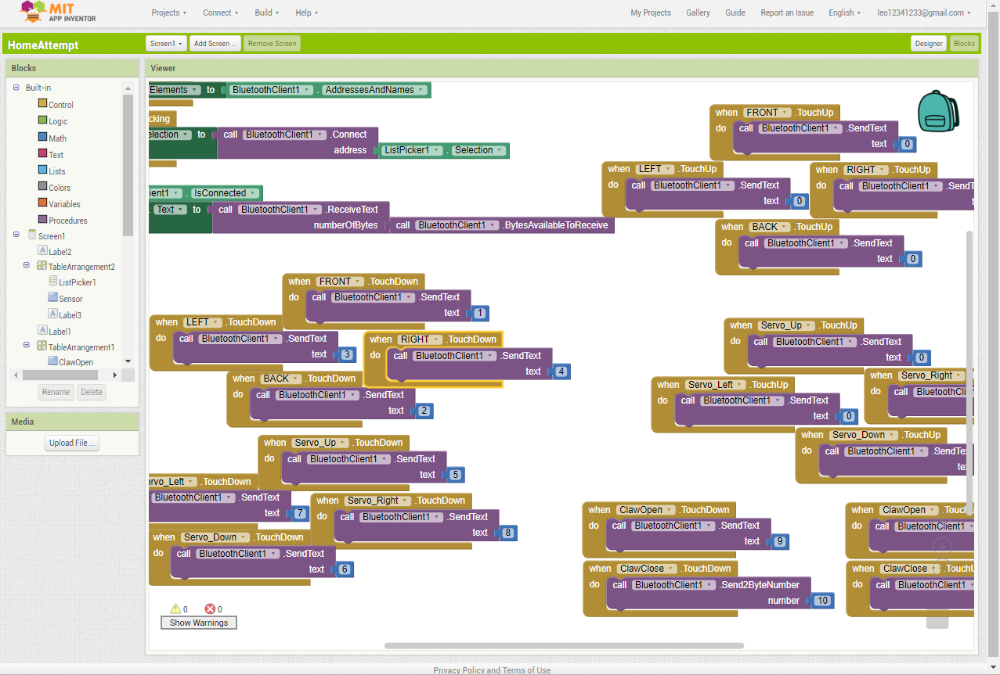 MIT
APP INVENTOR
Projects Connect Build Help My Projects Gallery Guide Report an Issue English leo12341233@gmail.com
HomeAttempt Screen1 Add Screen ... Remove Screen Designer Blocks
Blocks
Built-in
Control
Logic
Math
Text
Lists
Colors
Variables
Procedures
Screen1
Label2
TableArrangement2
ListPicker1
Sensor
Label3
Label1
TableArrangement1
ClawOpen
Rename Delete
Media
Upload File ...
Viewer
Elements to BluetoothClient1 . AddressesAndNames
cking
election to call BluetoothClient1 .Connect
address ListPicker1 . Selection
ient1 . IsConnected
. Text to call BluetoothClient1 .ReceiveText
numberOfBytes call BluetoothClient1 .BytesAvailableToReceive
when FRONT .TouchUp
do call BluetoothClient1 .SendText
text 0
when LEFT .TouchUp
do call BluetoothClient1 .SendText
text 0
when RIGHT .TouchUp
do call BluetoothClient1 .SendT
t
when BACK .TouchUp
do call BluetoothClient1 .SendText
text 0
when FRONT .TouchDown
do call BluetoothClient1 .SendText
text 1
when LEFT .TouchDown
do call BluetoothClient1 .SendText
text 3
when RIGHT .TouchDown
do call BluetoothClient1 .SendText
text 4
when BACK .TouchDown
do call BluetoothClient1 .SendText
text 2
when Servo_Up .TouchUp
do call BluetoothClient1 .SendText
text 0
when Servo_Left .TouchUp
do call BluetoothClient1 .SendText
text 0
when Servo_Right
do call BluetoothCli
when Servo_Down .TouchUp
do call BluetoothClient1 .SendTex
te
when Servo_Up .TouchDown
do call BluetoothClient1 .SendText
text 5
ervo_Left .TouchDown
BluetoothClient1 .SendText
text 7
when Servo_Right .TouchDown
do call BluetoothClient1 .SendText
text 8
when Servo_Down .TouchDown
do call BluetoothClient1 .SendText
text 6
when ClawOpen .TouchDown
do call BluetoothClient1 .SendText
text 9
when ClawOpen .Touch
do call BluetoothClient1
when ClawClose .TouchDown
do call BluetoothClient1 .Send2ByteNumber
number 10
when ClawClose .TouchU
do call BluetoothClient1
0 0
Show Warnings
Privacy Policy and Terms of Use